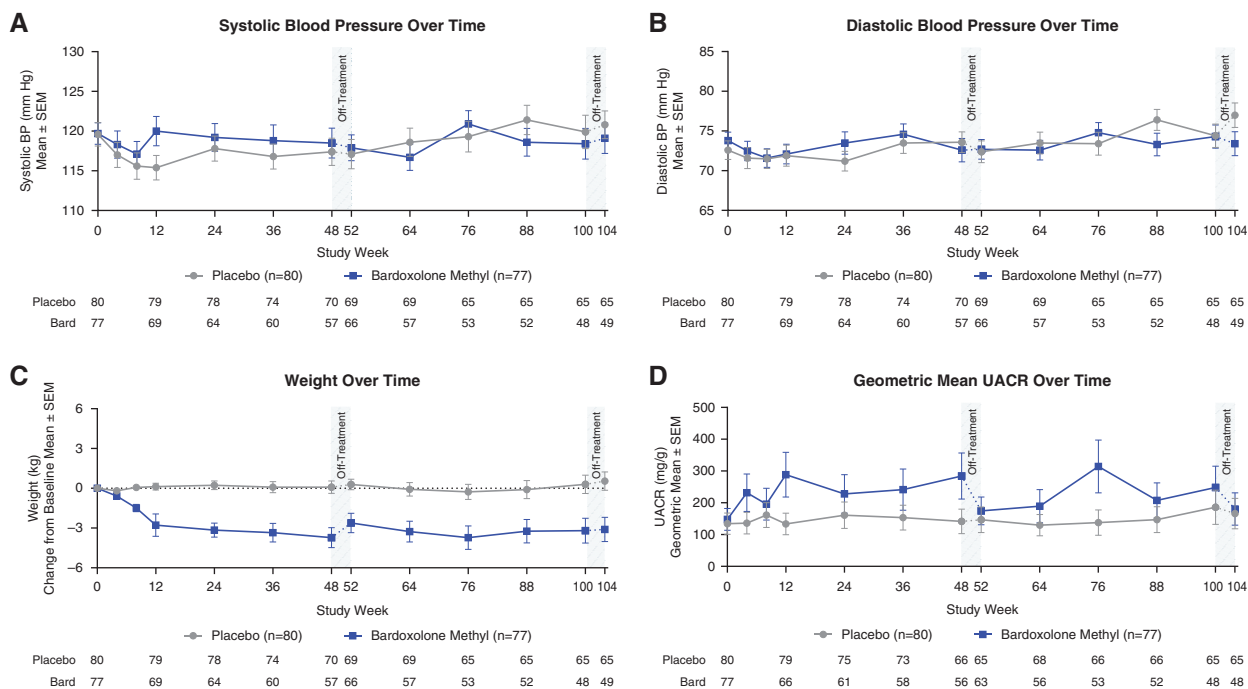 A
Systolic Blood Pressure Over Time
Systolic BP (mm Hg)
Mean ± SEM
130
125
120
115
110
Off-Treatment
Off-Treatment
0 12 24 36 48 52 64 76 88 100 104
Study Week
Placebo (n=80) Bardoxolone Methyl (n=77)
Placebo 80 79 78 74 70 69 69 65 65 65 65
Bard 77 69 64 60 57 66 57 53 52 48 49
B
Diastolic Blood Pressure Over Time
Diastolic BP (mm Hg)
Mean ± SEM
85
80
75
70
65
Off-Treatment
Off-Treatment
0 12 24 36 48 52 64 76 88 100 104
Study Week
Placebo (n=80) Bardoxolone Methyl (n=77)
Placebo 80 79 78 74 70 69 69 65 65 65 65
Bard 77 69 64 60 57 66 57 53 52 48 49
C
Weight Over Time
Weight (kg)
Change from Baseline Mean ± SEM
6
3
0
−3
−6
Off-Treatment
Off-Treatment
0 12 24 36 48 52 64 76 88 100 104
Study Week
Placebo (n=80) Bardoxolone Methyl (n=77)
Placebo 80 79 78 74 70 69 69 65 65 65 65
Bard 77 69 64 60 57 66 57 53 52 48 49
D
Geometric Mean UACR Over Time
UACR (mg/g)
Geometric Mean ± SEM
500
400
300
200
100
0
Off-Treatment
Off-Treatment
0 12 24 36 48 52 64 76 88 100 104
Study Week
Placebo (n=80) Bardoxolone Methyl (n=77)
Placebo 80 79 75 73 66 65 68 66 66 65 65
Bard 77 66 61 58 56 63 56 53 52 48 48